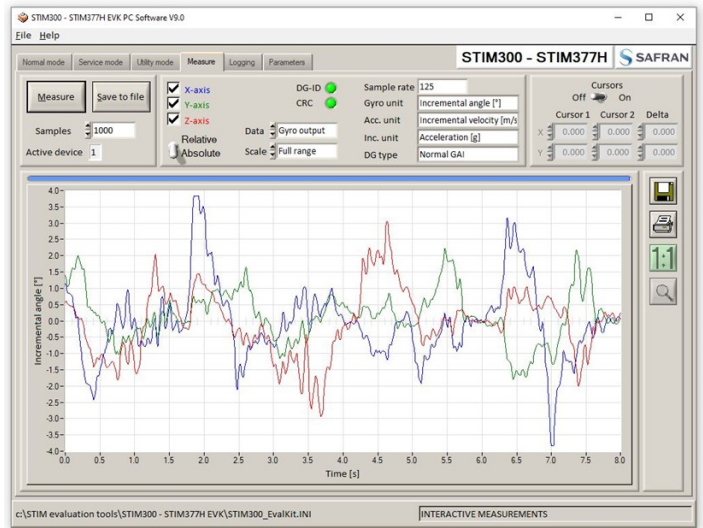 STIM300 - STIM377H EVK PC Software V9.0
File Help
Normal mode Service mode Utility mode Measure Logging Parameters
STIM300 - STIM377H SAFRAN
Measure Save to file
Samples 1000
Active device 1
X-axis
Y-axis
Z-axis
Relative
Absolute
DG-ID
CRC
Data Gyro output
Scale Full range
Sample rate 125
Gyro unit Incremental angle [°]
Acc. unit Incremental velocity [m/s
Inc. unit Acceleration [g]
DG type Normal GAI
Cursors
Off On
Cursor 1 Cursor 2 Delta
X 0.000 0.000 0.000
Y 0.000 0.000 0.000
1:1
Incremental angle [°]
4.0
3.5
3.0
2.5
2.0
1.5
1.0
0.5
0.0
-0.5
-1.0
-1.5
-2.0
-2.5
-3.0
-3.5
-4.0
0.0 0.5 1.0 1.5 2.0 2.5 3.0 3.5 4.0 4.5 5.0 5.5 6.0 6.5 7.0 7.5 8.0
Time [s]
c:\STIM evaluation tools\STIM300 - STIM377H EVK\STIM300_EvalKit.INI INTERACTIVE MEASUREMENTS